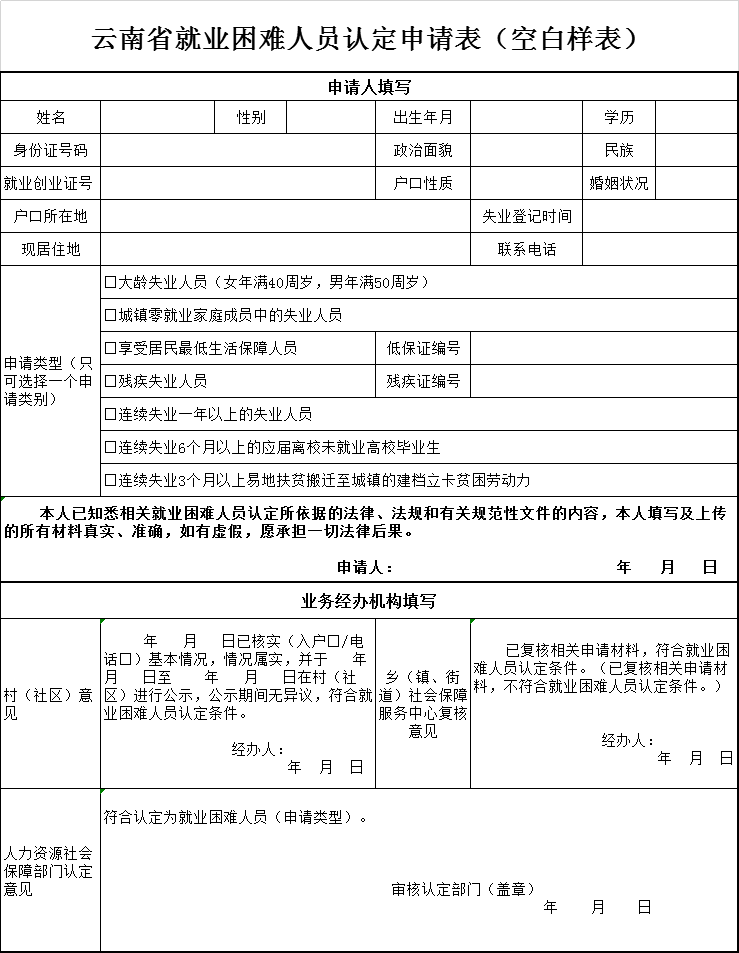 云南省就业困难人员认定申请表（空白样表）
申请人填写
姓名 性别 出生年月 学历
身份证号码 政治面貌 民族
就业创业证号 户口性质 婚姻状况
户口所在地 失业登记时间
现居住地 联系电话
申请类型（只
可选择一个申
请类别）
□大龄失业人员（女年满40周岁，男年满50周岁）
□城镇零就业家庭成员中的失业人员
□享受居民最低生活保障人员 低保证编号
□残疾失业人员 残疾证编号
□连续失业一年以上的失业人员
□连续失业6个月以上的应届离校未就业高校毕业生
□连续失业3个月以上易地扶贫搬迁至城镇的建档立卡贫困劳动力
本人已知悉相关就业困难人员认定所依据的法律、法规和有关规范性文件的内容，本人填写及上传
的所有材料真实、准确，如有虚假，愿承担一切法律后果。
申请人： 年 月 日
业务经办机构填写
村（社区）意
见
年 月 日已核实（入户□/电
话□）基本情况，情况属实，并于 年
月 日至 年 月 日在村（社
区）进行公示，公示期间无异议，符合就
业困难人员认定条件。
经办人：
年 月 日
乡（镇、街
道）社会保障
服务中心复核
意见
已复核相关申请材料，符合就业困
难人员认定条件。（已复核相关申请材
料，不符合就业困难人员认定条件。）
经办人：
年 月 日
人力资源社会
保障部门认定
意见
符合认定为就业困难人员（申请类型）。
审核认定部门（盖章）
年 月 日